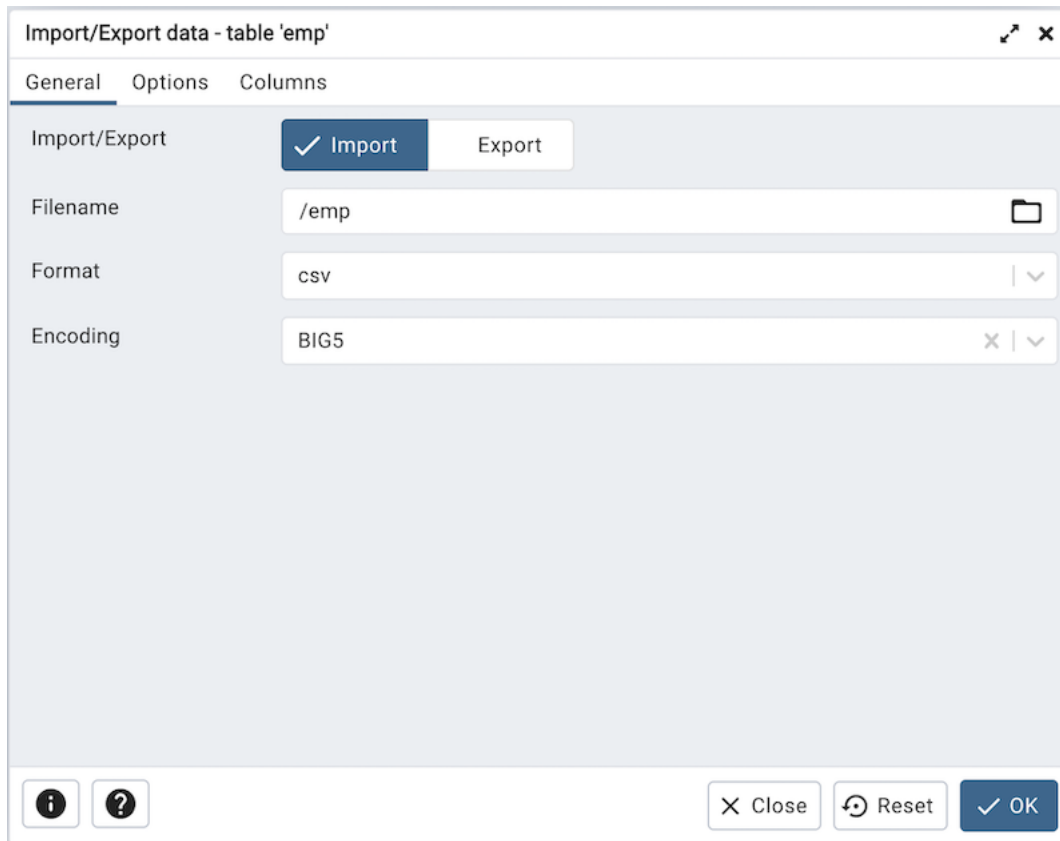 Import/Export data - table 'emp'
General Options Columns
Import/Export Import Export
Filename /emp
Format csv
Encoding BIG5
Close Reset OK